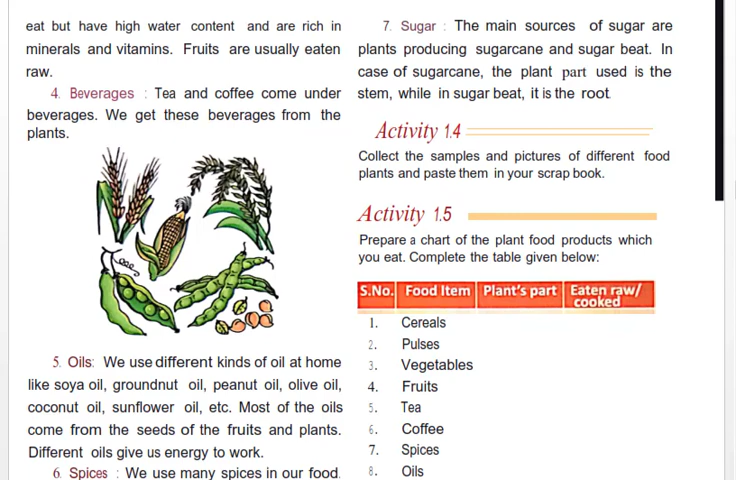 eat but have high water content and are rich in
minerals and vitamins. Fruits are usually eaten
raw.
4. Beverages : Tea and coffee come under
beverages. We get these beverages from the
plants.
5. Oils: We use different kinds of oil at home
like soya oil, groundnut oil, peanut oil, olive oil,
coconut oil, sunflower oil, etc. Most of the oils
come from the seeds of the fruits and plants.
Different oils give us energy to work.
6. Spices : We use many spices in our food.
7. Sugar : The main sources of sugar are
plants producing sugarcane and sugar beat. In
case of sugarcane, the plant part used is the
stem, while in sugar beat, it is the root.
Activity 1.4
Collect the samples and pictures of different food
plants and paste them in your scrap book.
Activity 1.5
Prepare a chart of the plant food products which
you eat. Complete the table given below:
S.No. Food Item Plant's part Eaten raw/
cooked
1. Cereals
2. Pulses
3. Vegetables
4. Fruits
5. Tea
6. Coffee
7. Spices
8. Oils